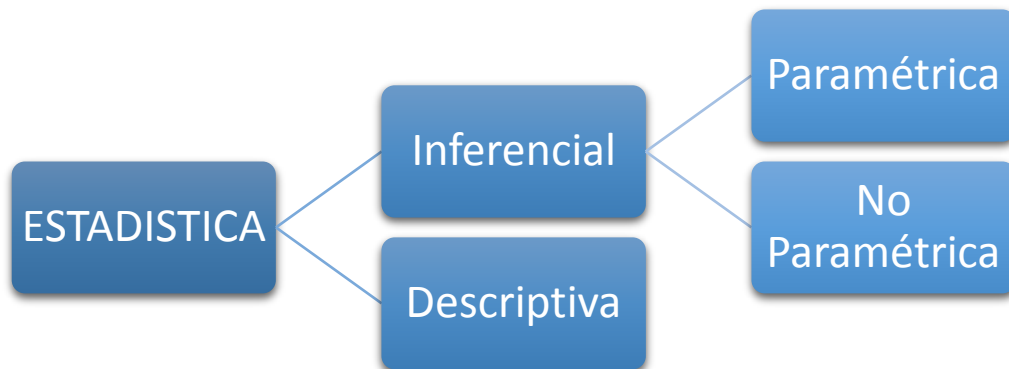 ESTADISTICA
Inferencial
Descriptiva
Paramétrica
No
Paramétrica